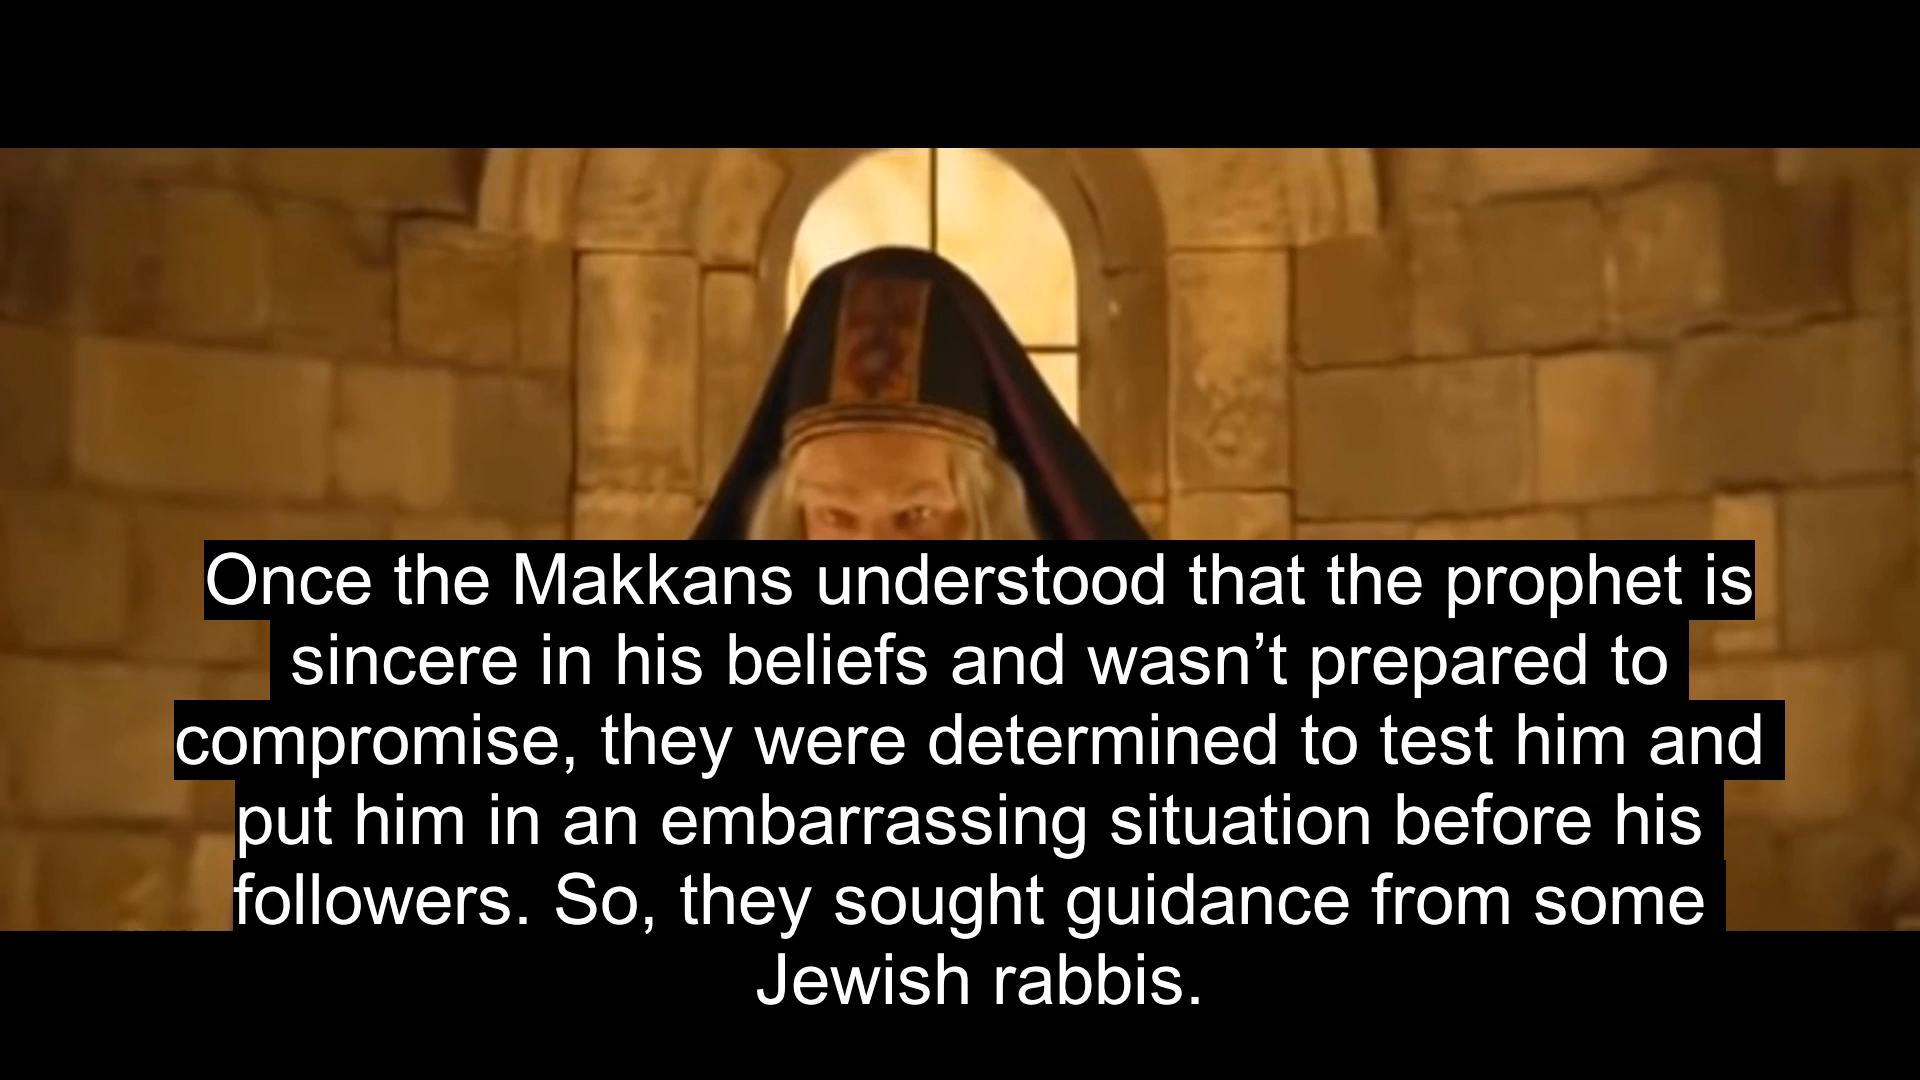 Once the Makkans understood that the prophet is
sincere in his beliefs and wasn’t prepared to
compromise, they were determined to test him and
put him in an embarrassing situation before his
followers. So, they sought guidance from some
Jewish rabbis.